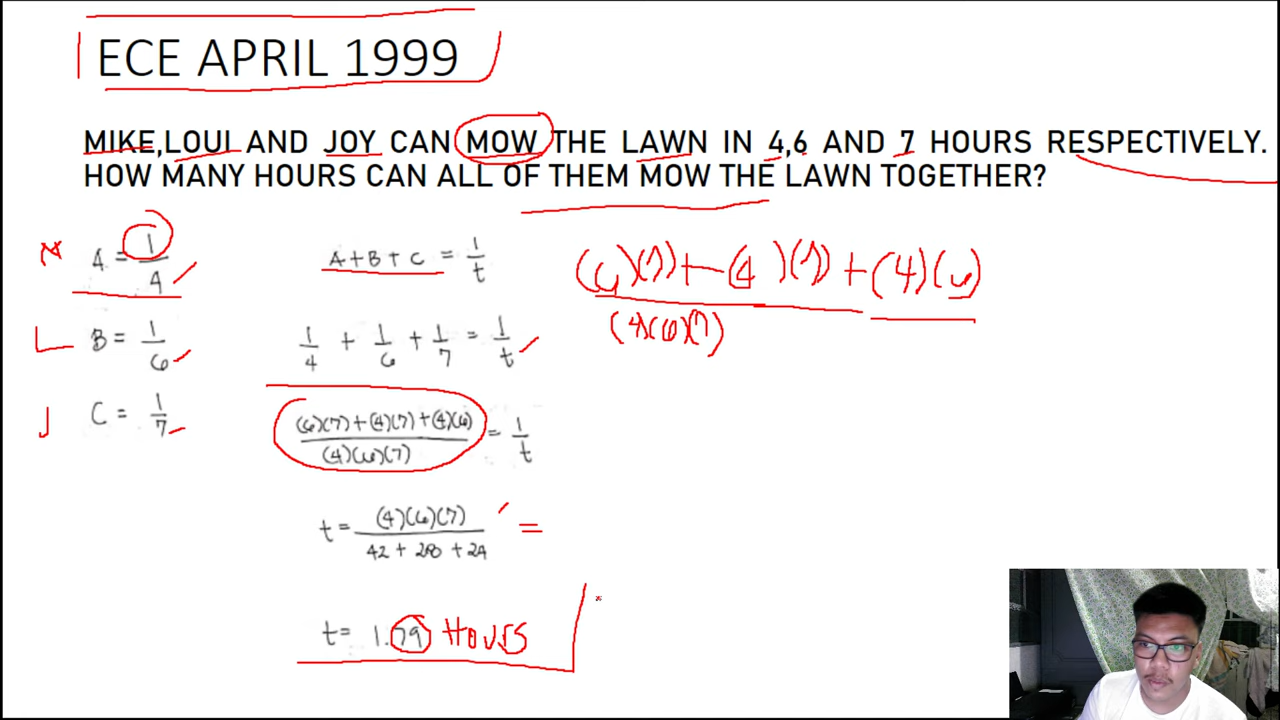 ECE APRIL 1999
MIKE,LOUI AND JOY CAN MOW THE LAWN IN 4,6 AND 7 HOURS RESPECTIVELY.
HOW MANY HOURS CAN ALL OF THEM MOW THE LAWN TOGETHER?
M A = 1/4
L B = 1/6
J C = 1/7
A + B + C = 1/t
1/4 + 1/6 + 1/7 = 1/t
(6)(7)+(4)(7)+(4)(6)
(4)(6)(7)
= 1/t
t = (4)(6)(7) =
42 + 28 + 24
t = 1.79 HOURS
(6)(7)+(4)(7)+(4)(6)
(4)(6)(7)